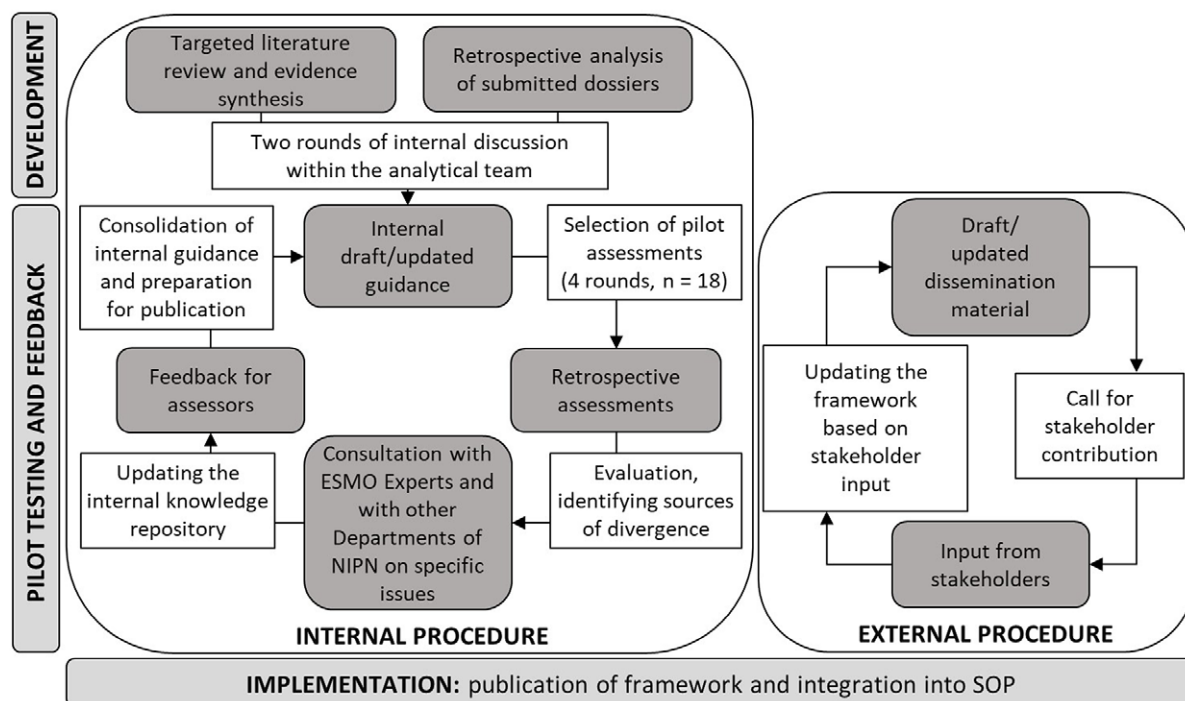 DEVELOPMENT
Targeted literature
review and evidence
synthesis
Retrospective analysis
of submitted dossiers
Two rounds of internal discussion
within the analytical team
PILOT TESTING AND FEEDBACK
Consolidation of
internal guidance
and preparation
for publication
Internal
draft/updated
guidance
Selection of pilot
assessments
(4 rounds, n = 18)
Feedback for
assessors
Retrospective
assessments
Updating the
internal knowledge
repository
Consultation with
ESMO Experts and
with other
Departments of
NIPN on specific
issues
Evaluation,
identifying sources
of divergence
INTERNAL PROCEDURE
Draft/
updated
dissemination
material
Updating the
framework
based on
stakeholder
input
Call for
stakeholder
contribution
Input from
stakeholders
EXTERNAL PROCEDURE
IMPLEMENTATION: publication of framework and integration into SOP